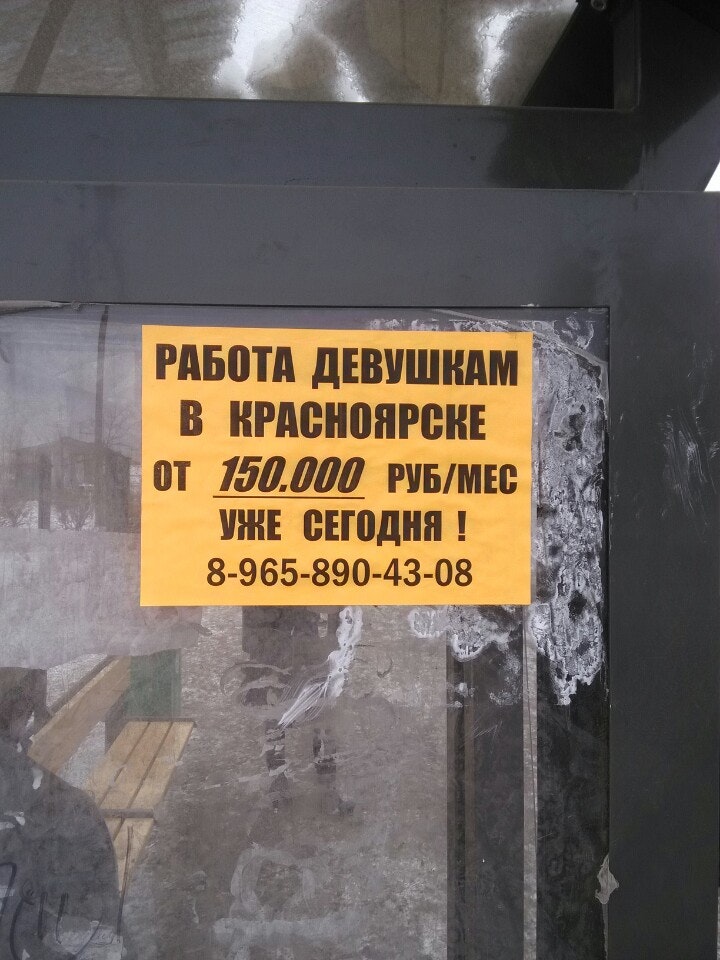 РАБОТА ДЕВУШКАМ
В КРАСНОЯРСКЕ
ОТ 150.000 РУБ/МЕС
УЖЕ СЕГОДНЯ !
8-965-890-43-08